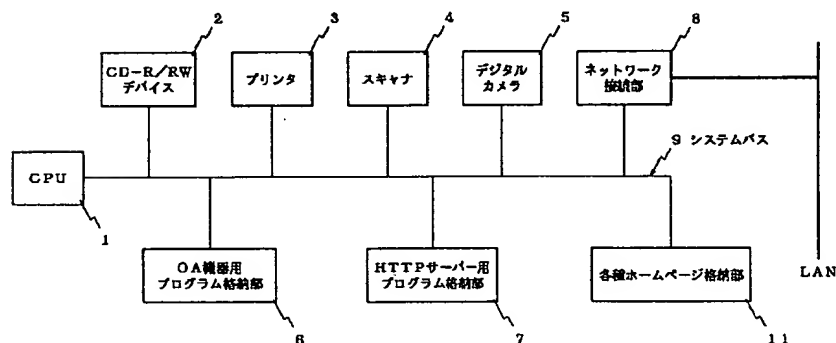 2
3
4
5
8
CD-R/RW
デバイス
プリンタ
スキャナ
デジタル
カメラ
ネットワーク
接続部
9 システムバス
CPU
1
OA機器用
プログラム格納部
HTTPサーバー用
プログラム格納部
各種ホームページ格納部
LAN
6
7
11